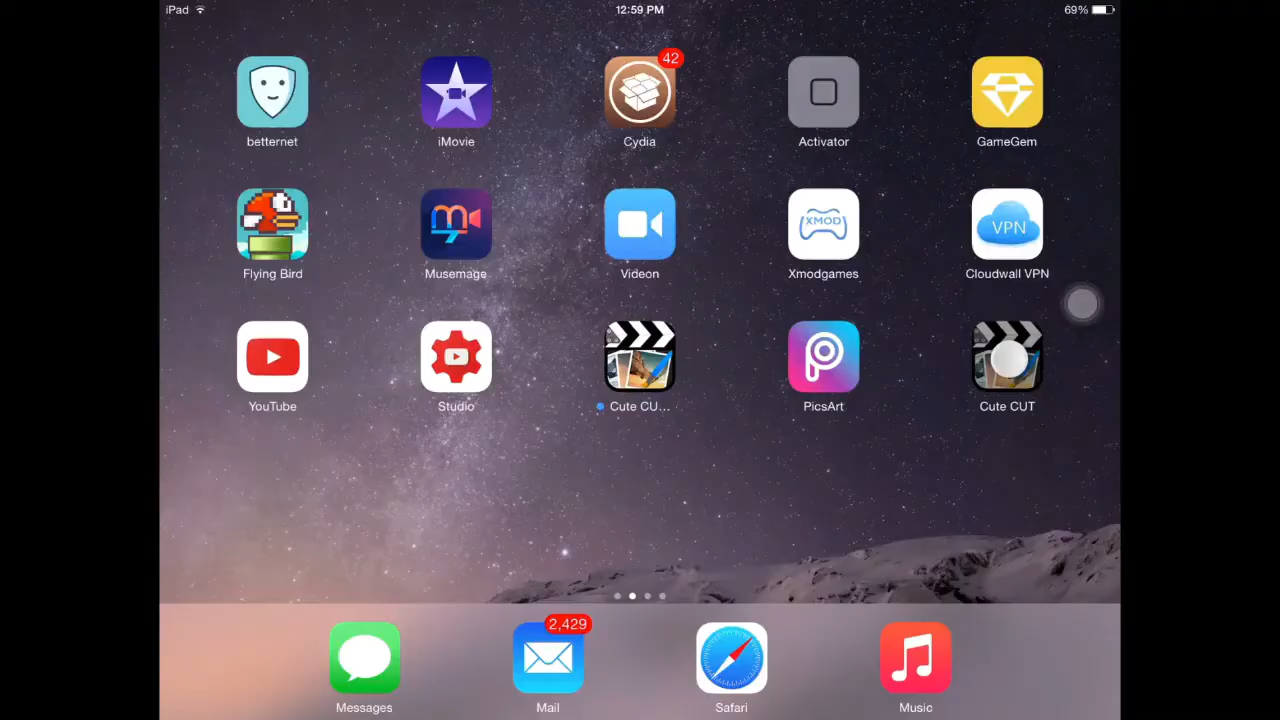 iPad 12:59 PM 69%
42
betternet iMovie Cydia Activator GameGem
XMOD VPN
Flying Bird Musemage Videon Xmodgames Cloudwall VPN
YouTube Studio Cute CU... PicsArt Cute CUT
2,429
Messages Mail Safari Music